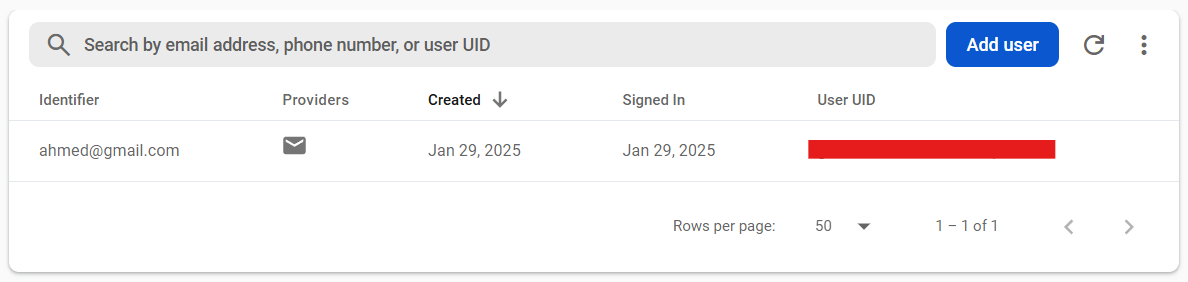 Search by email address, phone number, or user UID Add user
Identifier Providers Created Signed In User UID
ahmed@gmail.com Jan 29, 2025 Jan 29, 2025
Rows per page: 50 1 – 1 of 1